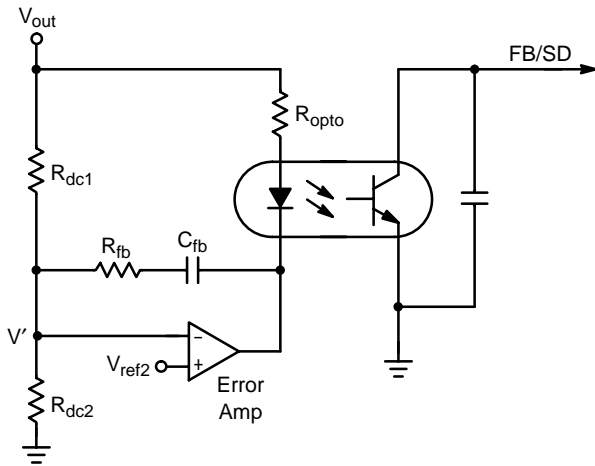 Vout
FB/SD
Ropto
Rdc1
Rfb
Cfb
V′
−
Vref2
+
Error
Amp
Rdc2